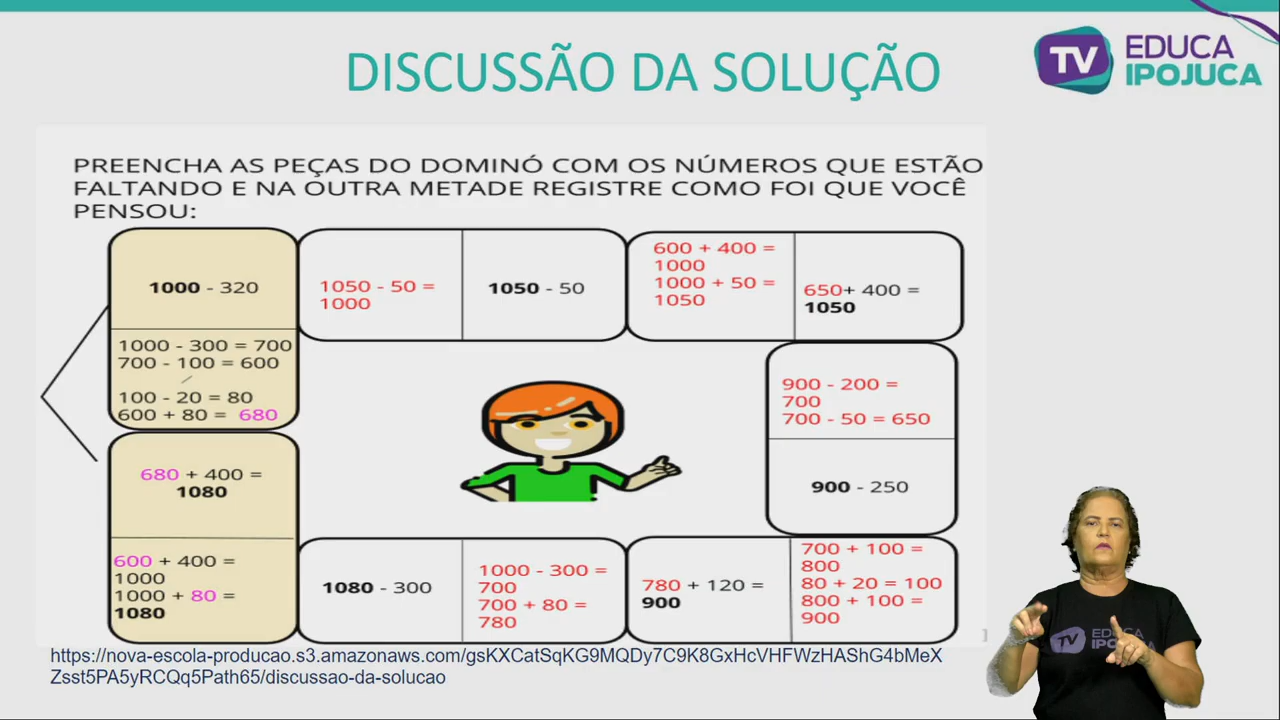 DISCUSSÃO DA SOLUÇÃO
TV
EDUCA
IPOJUCA
PREENCHA AS PEÇAS DO DOMINÓ COM OS NÚMEROS QUE ESTÃO
FALTANDO E NA OUTRA METADE REGISTRE COMO FOI QUE VOCÊ
PENSOU:
1000 - 320
1000 - 300 = 700
700 - 100 = 600
100 - 20 = 80
600 + 80 = 680
1050 - 50 =
1000
1050 - 50
600 + 400 =
1000
1000 + 50 =
1050
650+ 400 =
1050
900 - 200 =
700
700 - 50 = 650
900 - 250
680 + 400 =
1080
600 + 400 =
1000
1000 + 80 =
1080
1080 - 300
1000 - 300 =
700
700 + 80 =
780
780 + 120 =
900
700 + 100 =
800
80 + 20 = 100
800 + 100 =
900
https://nova-escola-producao.s3.amazonaws.com/gsKXCatSqKG9MQDy7C9K8GxHcVHFWzHAShG4bMeX
Zsst5PA5yRCQq5Path65/discussao-da-solucao
TV
EDUCA